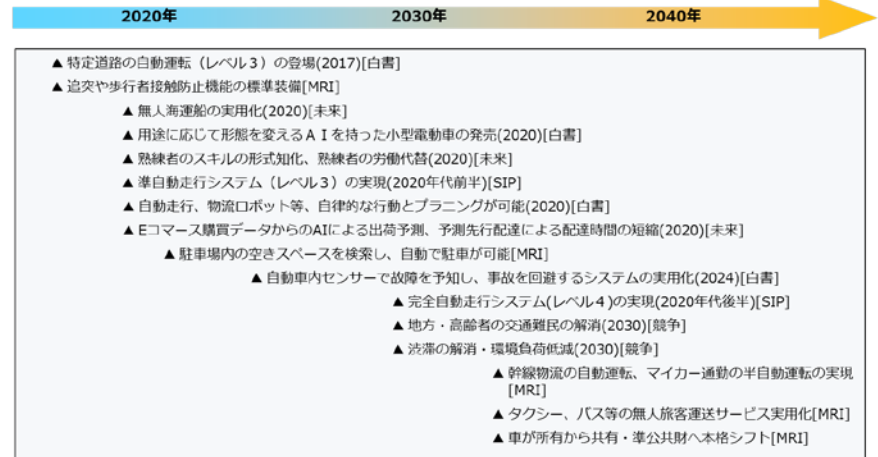 2020年 2030年 2040年
▲ 特定道路の自動運転（レベル３）の登場(2017)[白書]
▲ 追突や歩行者接触防止機能の標準装備[MRI]
▲ 無人海運船の実用化(2020)[未来]
▲ 用途に応じて形態を変えるＡＩを持った小型電動車の発売(2020)[白書]
▲ 熟練者のスキルの形式知化、熟練者の労働代替(2020)[未来]
▲ 準自動走行システム（レベル３）の実現(2020年代前半)[SIP]
▲ 自動走行、物流ロボット等、自律的な行動とプラニングが可能(2020)[白書]
▲ Eコマース購買データからのAIによる出荷予測、予測先行配達による配達時間の短縮(2020)[未来]
▲ 駐車場内の空きスペースを検索し、自動で駐車が可能[MRI]
▲ 自動車内センサーで故障を予知し、事故を回避するシステムの実用化(2024)[白書]
▲ 完全自動走行システム(レベル４)の実現(2020年代後半)[SIP]
▲ 地方・高齢者の交通難民の解消(2030)[競争]
▲ 渋滞の解消・環境負荷低減(2030)[競争]
▲ 幹線物流の自動運転、マイカー通勤の半自動運転の実現
[MRI]
▲ タクシー、バス等の無人旅客運送サービス実用化[MRI]
▲ 車が所有から共有・準公共財へ本格シフト[MRI]